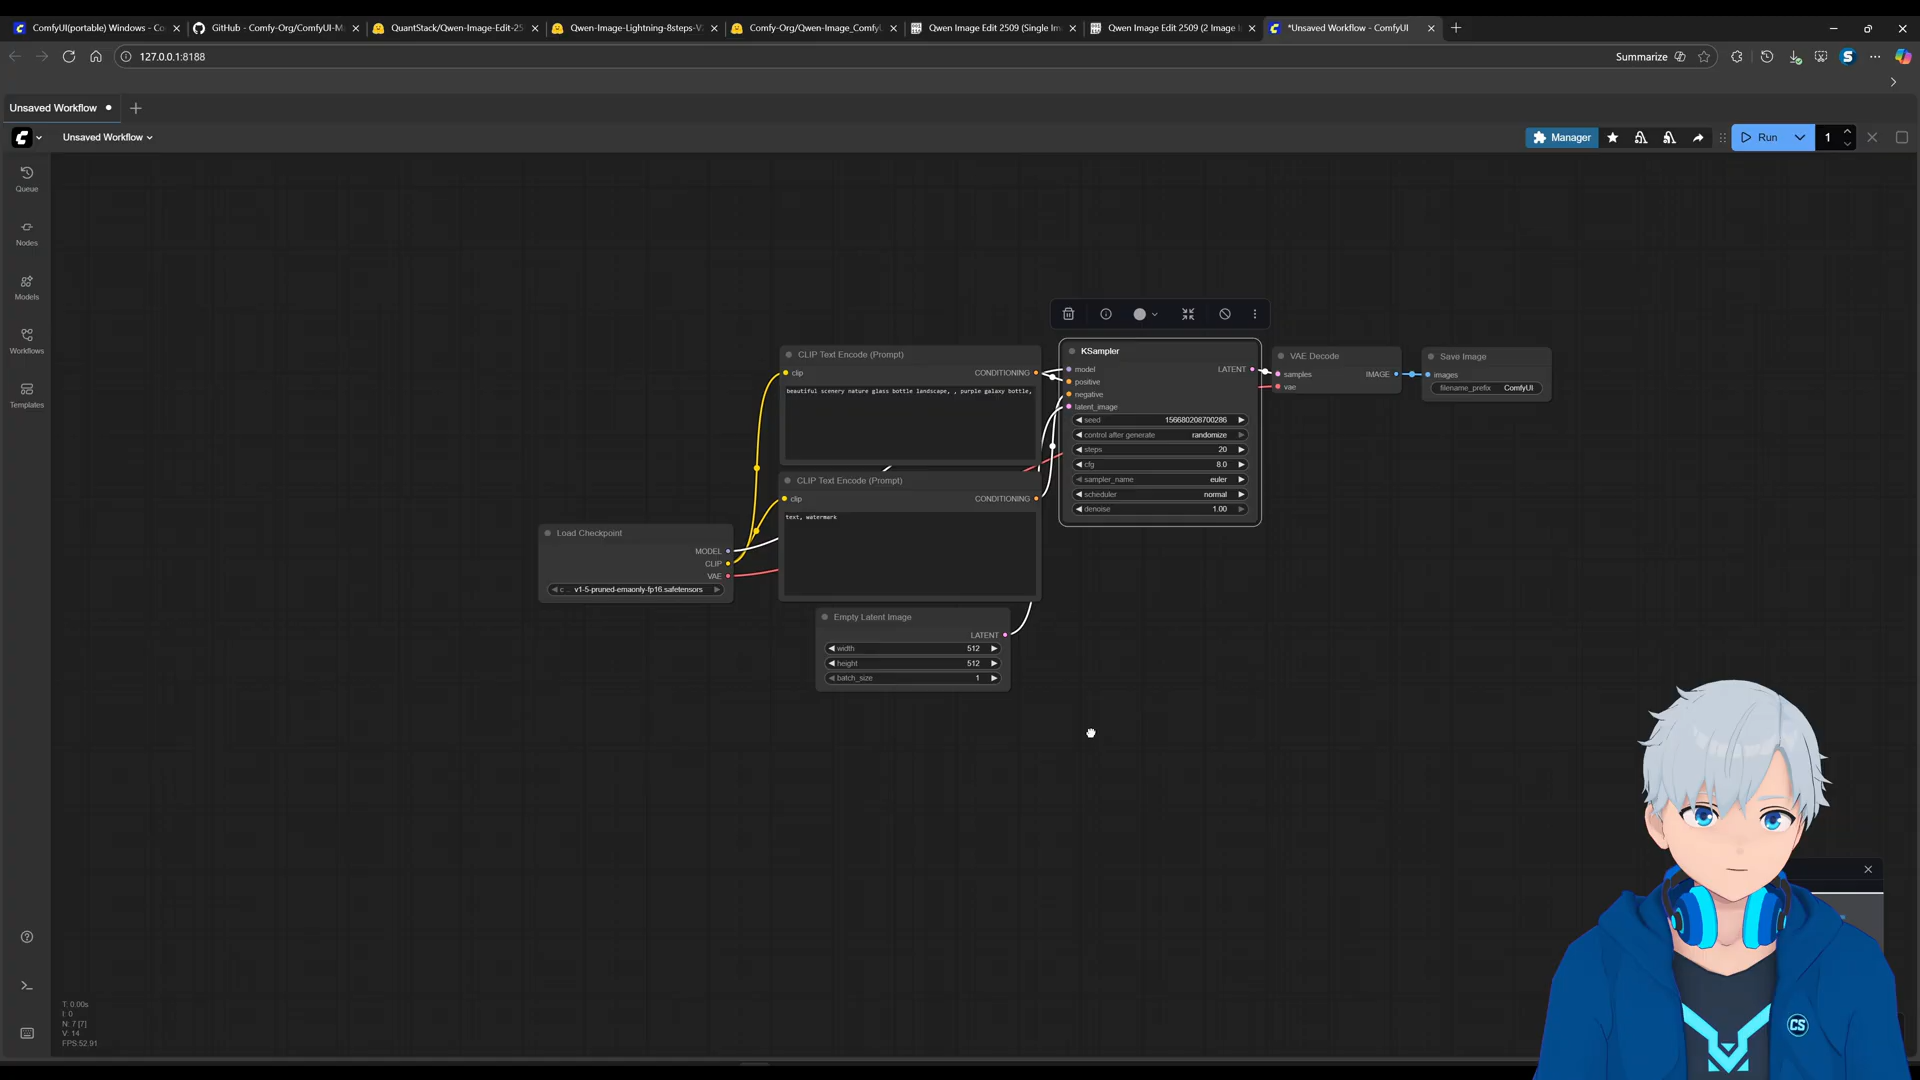 ComfyUI(portable) Windows - Co
GitHub - Comfy-Org/ComfyUI-M
QuantStack/Qwen-Image-Edit-25
Qwen-Image-Lightning-8steps-V
Comfy-Org/Qwen-Image_ComfyU
Qwen Image Edit 2509 (Single Im
Qwen Image Edit 2509 (2 Image I
*Unsaved Workflow - ComfyUI
127.0.0.1:8188
Summarize
S
Unsaved Workflow
Unsaved Workflow
Manager
Run
1
Queue
Nodes
Models
Workflows
Templates
CLIP Text Encode (Prompt)
clip
CONDITIONING
beautiful scenery nature glass bottle landscape, , purple galaxy bottle,
CLIP Text Encode (Prompt)
clip
CONDITIONING
text, watermark
Load Checkpoint
MODEL
CLIP
VAE
c... v1-5-pruned-emaonly-fp16.safetensors
Empty Latent Image
LATENT
width 512
height 512
batch_size 1
KSampler
model
LATENT
positive
negative
latent_image
seed 156680208700286
control after generate randomize
steps 20
cfg 8.0
sampler_name euler
scheduler normal
denoise 1.00
VAE Decode
samples
IMAGE
vae
Save Image
images
filename_prefix ComfyUI
T: 0.00s
I: 0
N: 7 [7]
V: 14
FPS:52.91
CS